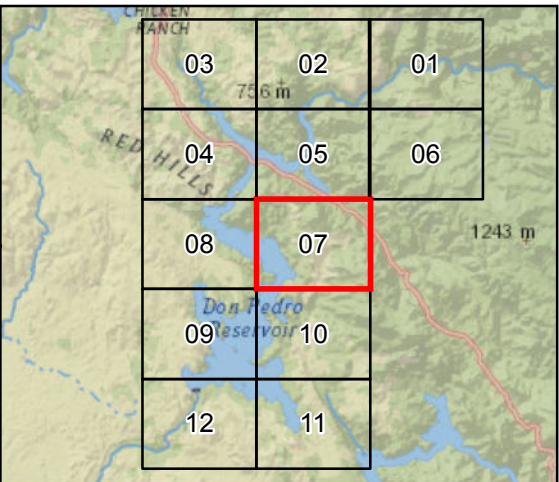 CHICKEN
RANCH
03 02 01
756 m
RED HILLS
04 05 06
08 07 1243 m
Don Pedro
Reservoir
09 10
12 11